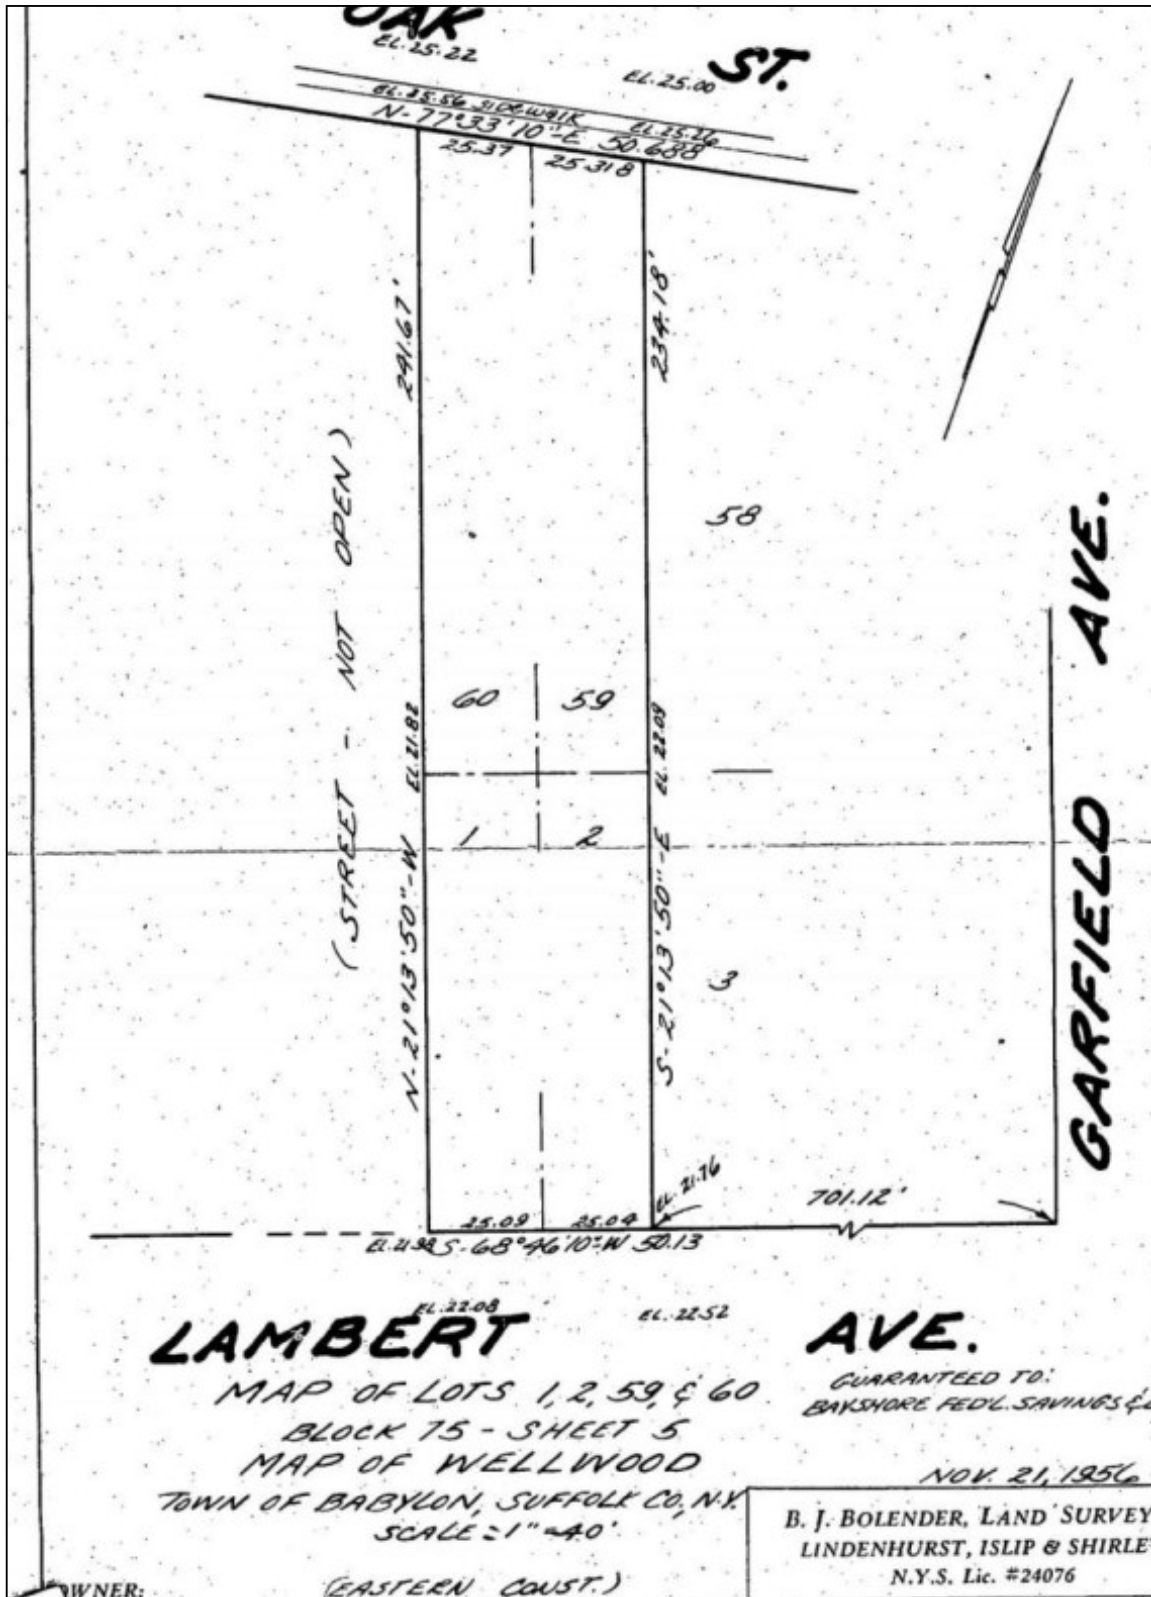 OAK ST.
EL. 25.22
EL. 25.00
EL. 25.56 SIDEWALK EL. 25.26
N-77°33'10"-E 50.688
25.37 25.318
241.67'
234.18'
(STREET - NOT OPEN)
58
GARFIELD AVE.
60 59
EL. 21.82
EL. 22.09
1 2
N-21°13'50"-W
S-21°13'50"-E
3
EL. 21.76
701.12'
25.09 25.04
S-68°46'10"-W 50.13
EL. 22.08
EL. 22.52
LAMBERT AVE.
MAP OF LOTS 1, 2, 59, & 60
BLOCK 75 - SHEET 5
MAP OF WELLWOOD
TOWN OF BABYLON, SUFFOLK CO., N.Y.
SCALE = 1" = 40'
(EASTERN CONST.)
GUARANTEED TO:
BAYSHORE FED'L. SAVINGS &
NOV. 21, 1956
B. J. BOLENDER, LAND SURVEY
LINDENHURST, ISLIP & SHIRLE
N.Y.S. Lic. #24076
OWNER: